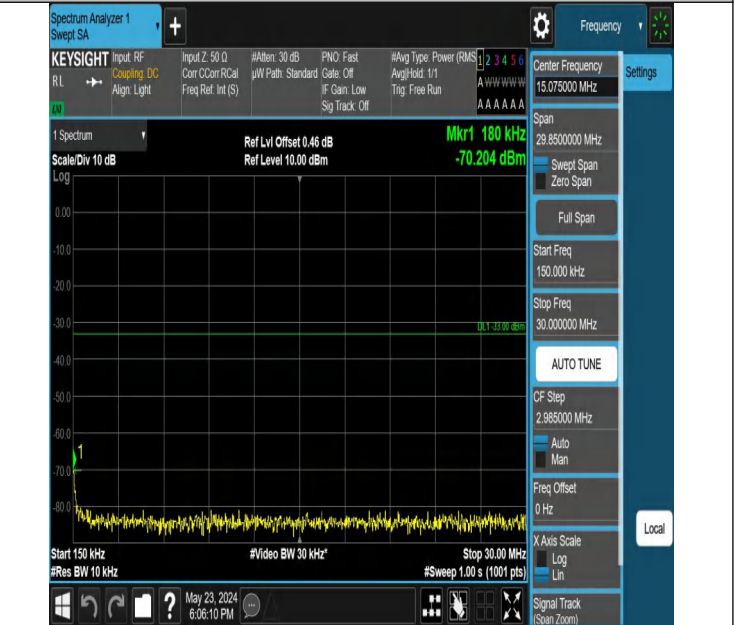 Spectrum Analyzer 1
Swept SA
+
Frequency
KEYSIGHT
RL
LXI
Input: RF
Coupling: DC
Align: Light
Input Z: 50 Ω
Corr CCorr RCal
Freq Ref: Int (S)
#Atten: 30 dB
µW Path: Standard
PNO: Fast
Gate: Off
IF Gain: Low
Sig Track: Off
#Avg Type: Power (RMS
Avg|Hold: 1/1
Trig: Free Run
1 2 3 4 5 6
A W W W W W
A A A A A A
1 Spectrum
Scale/Div 10 dB
Ref Lvl Offset 0.46 dB
Ref Level 10.00 dBm
Mkr1 180 kHz
-70.204 dBm
Log
0.00
-10.0
-20.0
-30.0
DL1 -33.00 dBm
-40.0
-50.0
-60.0
1
-70.0
-80.0
Start 150 kHz
#Video BW 30 kHz*
Stop 30.00 MHz
#Res BW 10 kHz
#Sweep 1.00 s (1001 pts)
Center Frequency
15.075000 MHz
Settings
Span
29.8500000 MHz
Swept Span
Zero Span
Full Span
Start Freq
150.000 kHz
Stop Freq
30.000000 MHz
AUTO TUNE
CF Step
2.985000 MHz
Auto
Man
Freq Offset
0 Hz
X Axis Scale
Log
Lin
Local
Signal Track
(Span Zoom)
?
May 23, 2024
6:06:10 PM